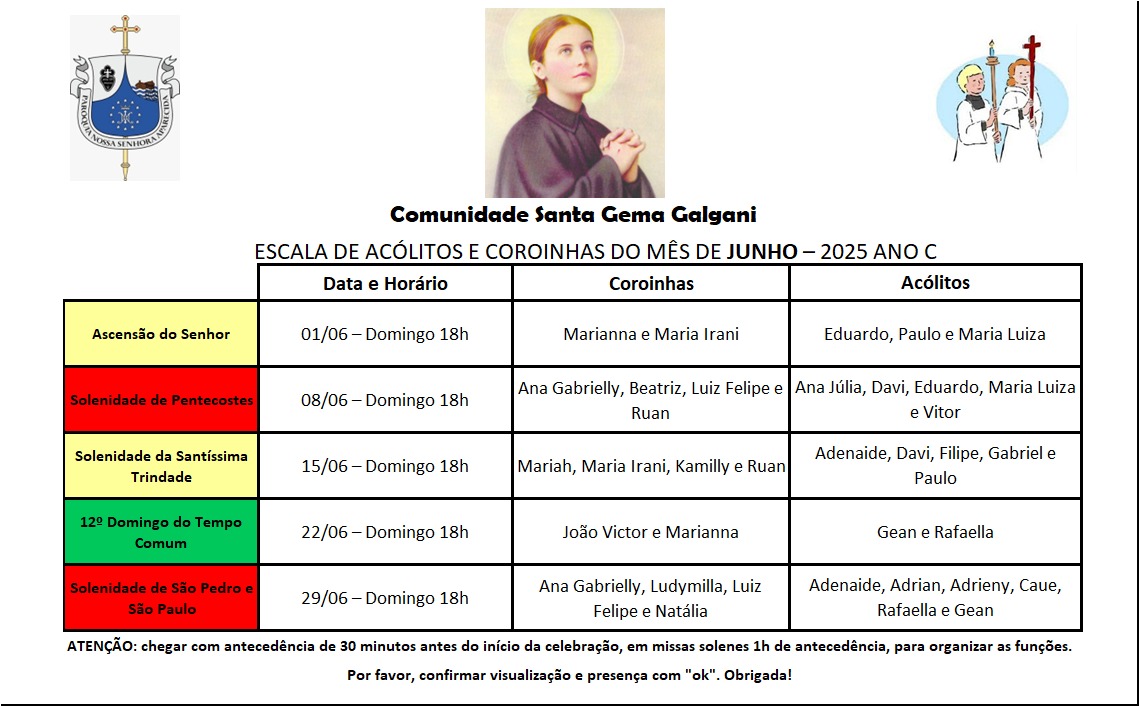 PARÓQUIA NOSSA SENHORA APARECIDA
Comunidade Santa Gema Galgani
ESCALA DE ACÓLITOS E COROINHAS DO MÊS DE JUNHO – 2025 ANO C
Data e Horário Coroinhas Acólitos
Ascensão do Senhor 01/06 – Domingo 18h Marianna e Maria Irani Eduardo, Paulo e Maria Luiza
Solenidade de Pentecostes 08/06 – Domingo 18h
Ana Gabrielly, Beatriz, Luiz Felipe e
Ruan
Ana Júlia, Davi, Eduardo, Maria Luiza
e Vitor
Solenidade da Santíssima
Trindade
15/06 – Domingo 18h Mariah, Maria Irani, Kamilly e Ruan
Adenaide, Davi, Filipe, Gabriel e
Paulo
12º Domingo do Tempo
Comum
22/06 – Domingo 18h João Victor e Marianna Gean e Rafaella
Solenidade de São Pedro e
São Paulo
29/06 – Domingo 18h
Ana Gabrielly, Ludymilla, Luiz
Felipe e Natália
Adenaide, Adrian, Adrieny, Caue,
Rafaella e Gean
ATENÇÃO: chegar com antecedência de 30 minutos antes do início da celebração, em missas solenes 1h de antecedência, para organizar as funções.
Por favor, confirmar visualização e presença com "ok". Obrigada!